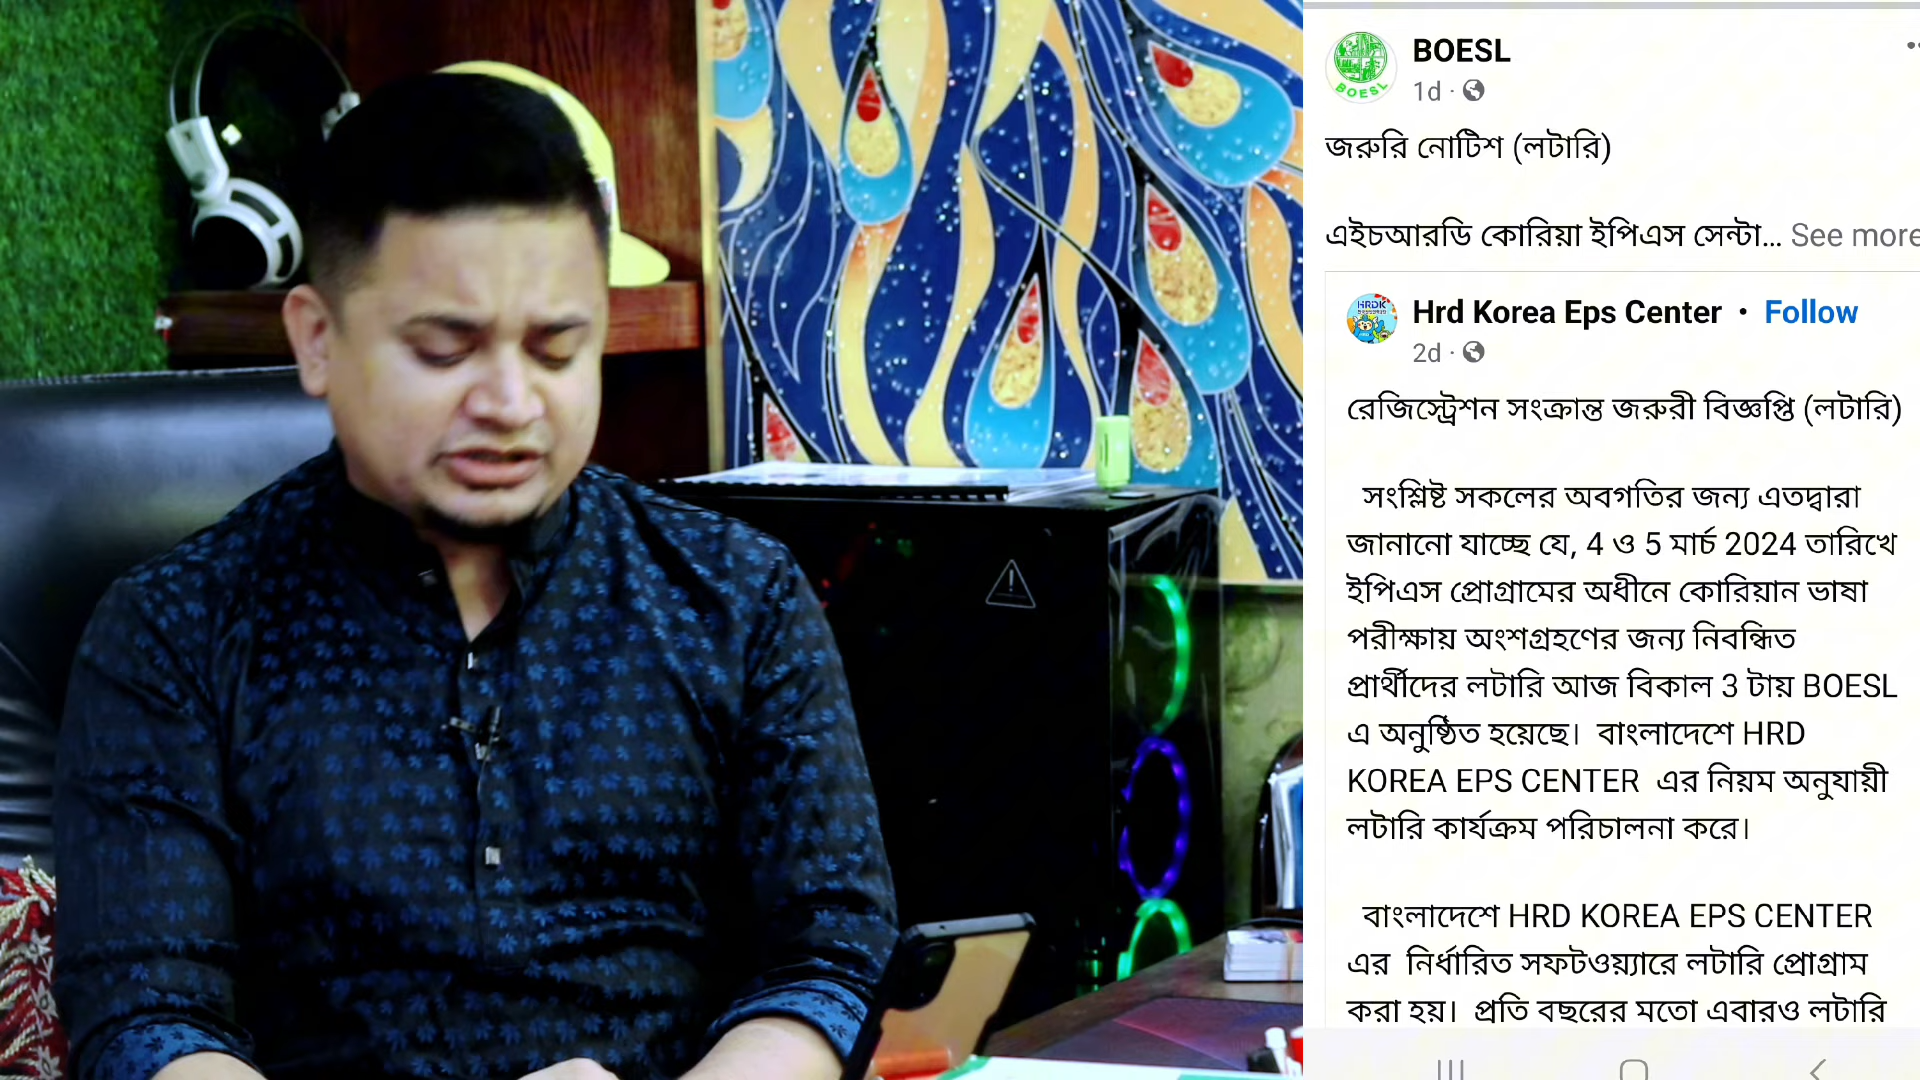 BOESL
BOESL
1d
জরুরি নোটিশ (লটারি)
এইচআরডি কোরিয়া ইপিএস সেন্টা... See more
HRDK
Hrd Korea Eps Center • Follow
2d
রেজিস্ট্রেশন সংক্রান্ত জরুরী বিজ্ঞপ্তি (লটারি)
সংশ্লিষ্ট সকলের অবগতির জন্য এতদ্বারা
জানানো যাচ্ছে যে, 4 ও 5 মার্চ 2024 তারিখে
ইপিএস প্রোগ্রামের অধীনে কোরিয়ান ভাষা
পরীক্ষায় অংশগ্রহণের জন্য নিবন্ধিত
প্রার্থীদের লটারি আজ বিকাল 3 টায় BOESL
এ অনুষ্ঠিত হয়েছে। বাংলাদেশে HRD
KOREA EPS CENTER এর নিয়ম অনুযায়ী
লটারি কার্যক্রম পরিচালনা করে।
বাংলাদেশে HRD KOREA EPS CENTER
এর নির্ধারিত সফটওয়্যারে লটারি প্রোগ্রাম
করা হয়। প্রতি বছরের মতো এবারও লটারি